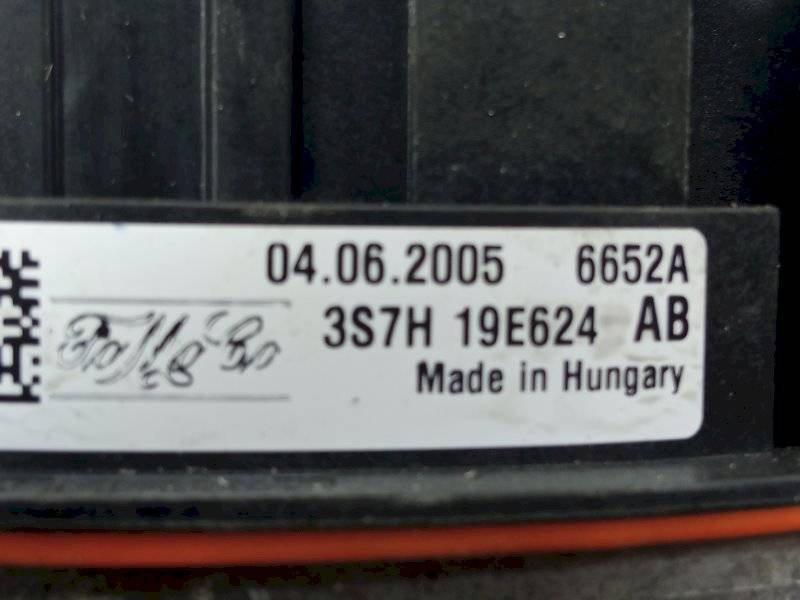 04.06.2005 6652A
3S7H 19E624 AB
Made in Hungary